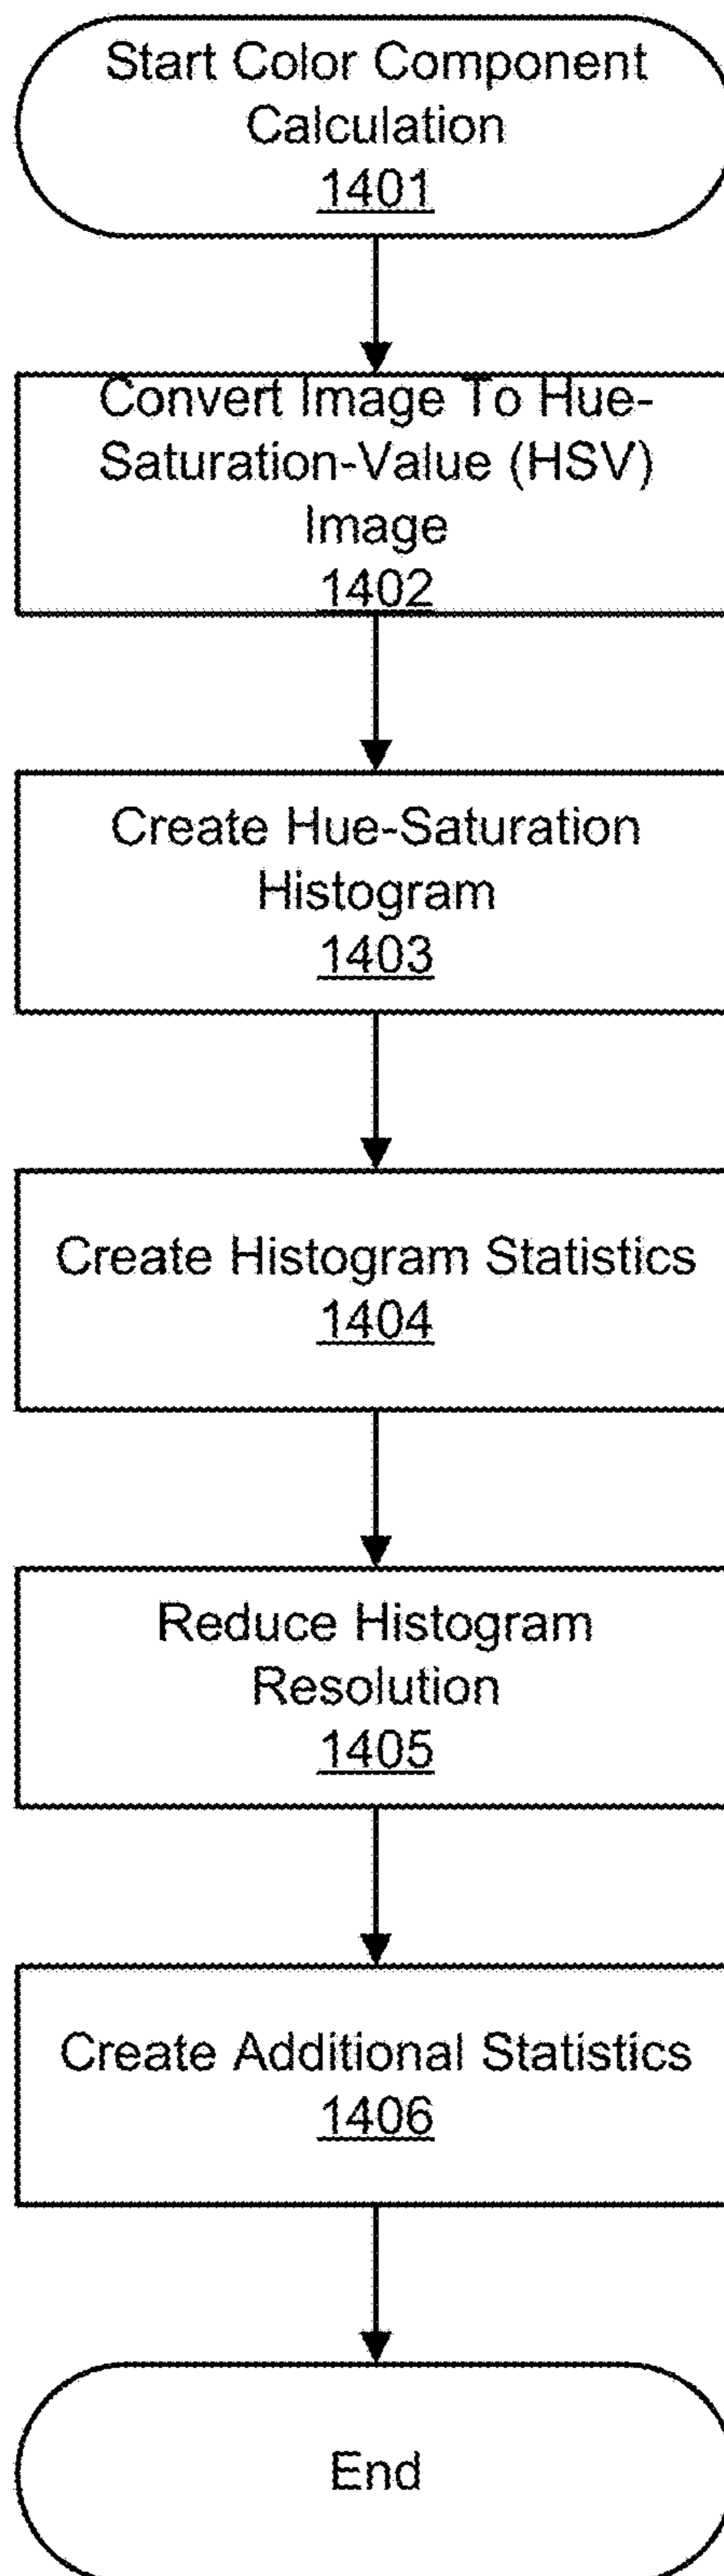 Start Color Component
Calculation
1401
Convert Image To Hue-
Saturation-Value (HSV)
Image
1402
Create Hue-Saturation
Histogram
1403
Create Histogram Statistics
1404
Reduce Histogram
Resolution
1405
Create Additional Statistics
1406
End